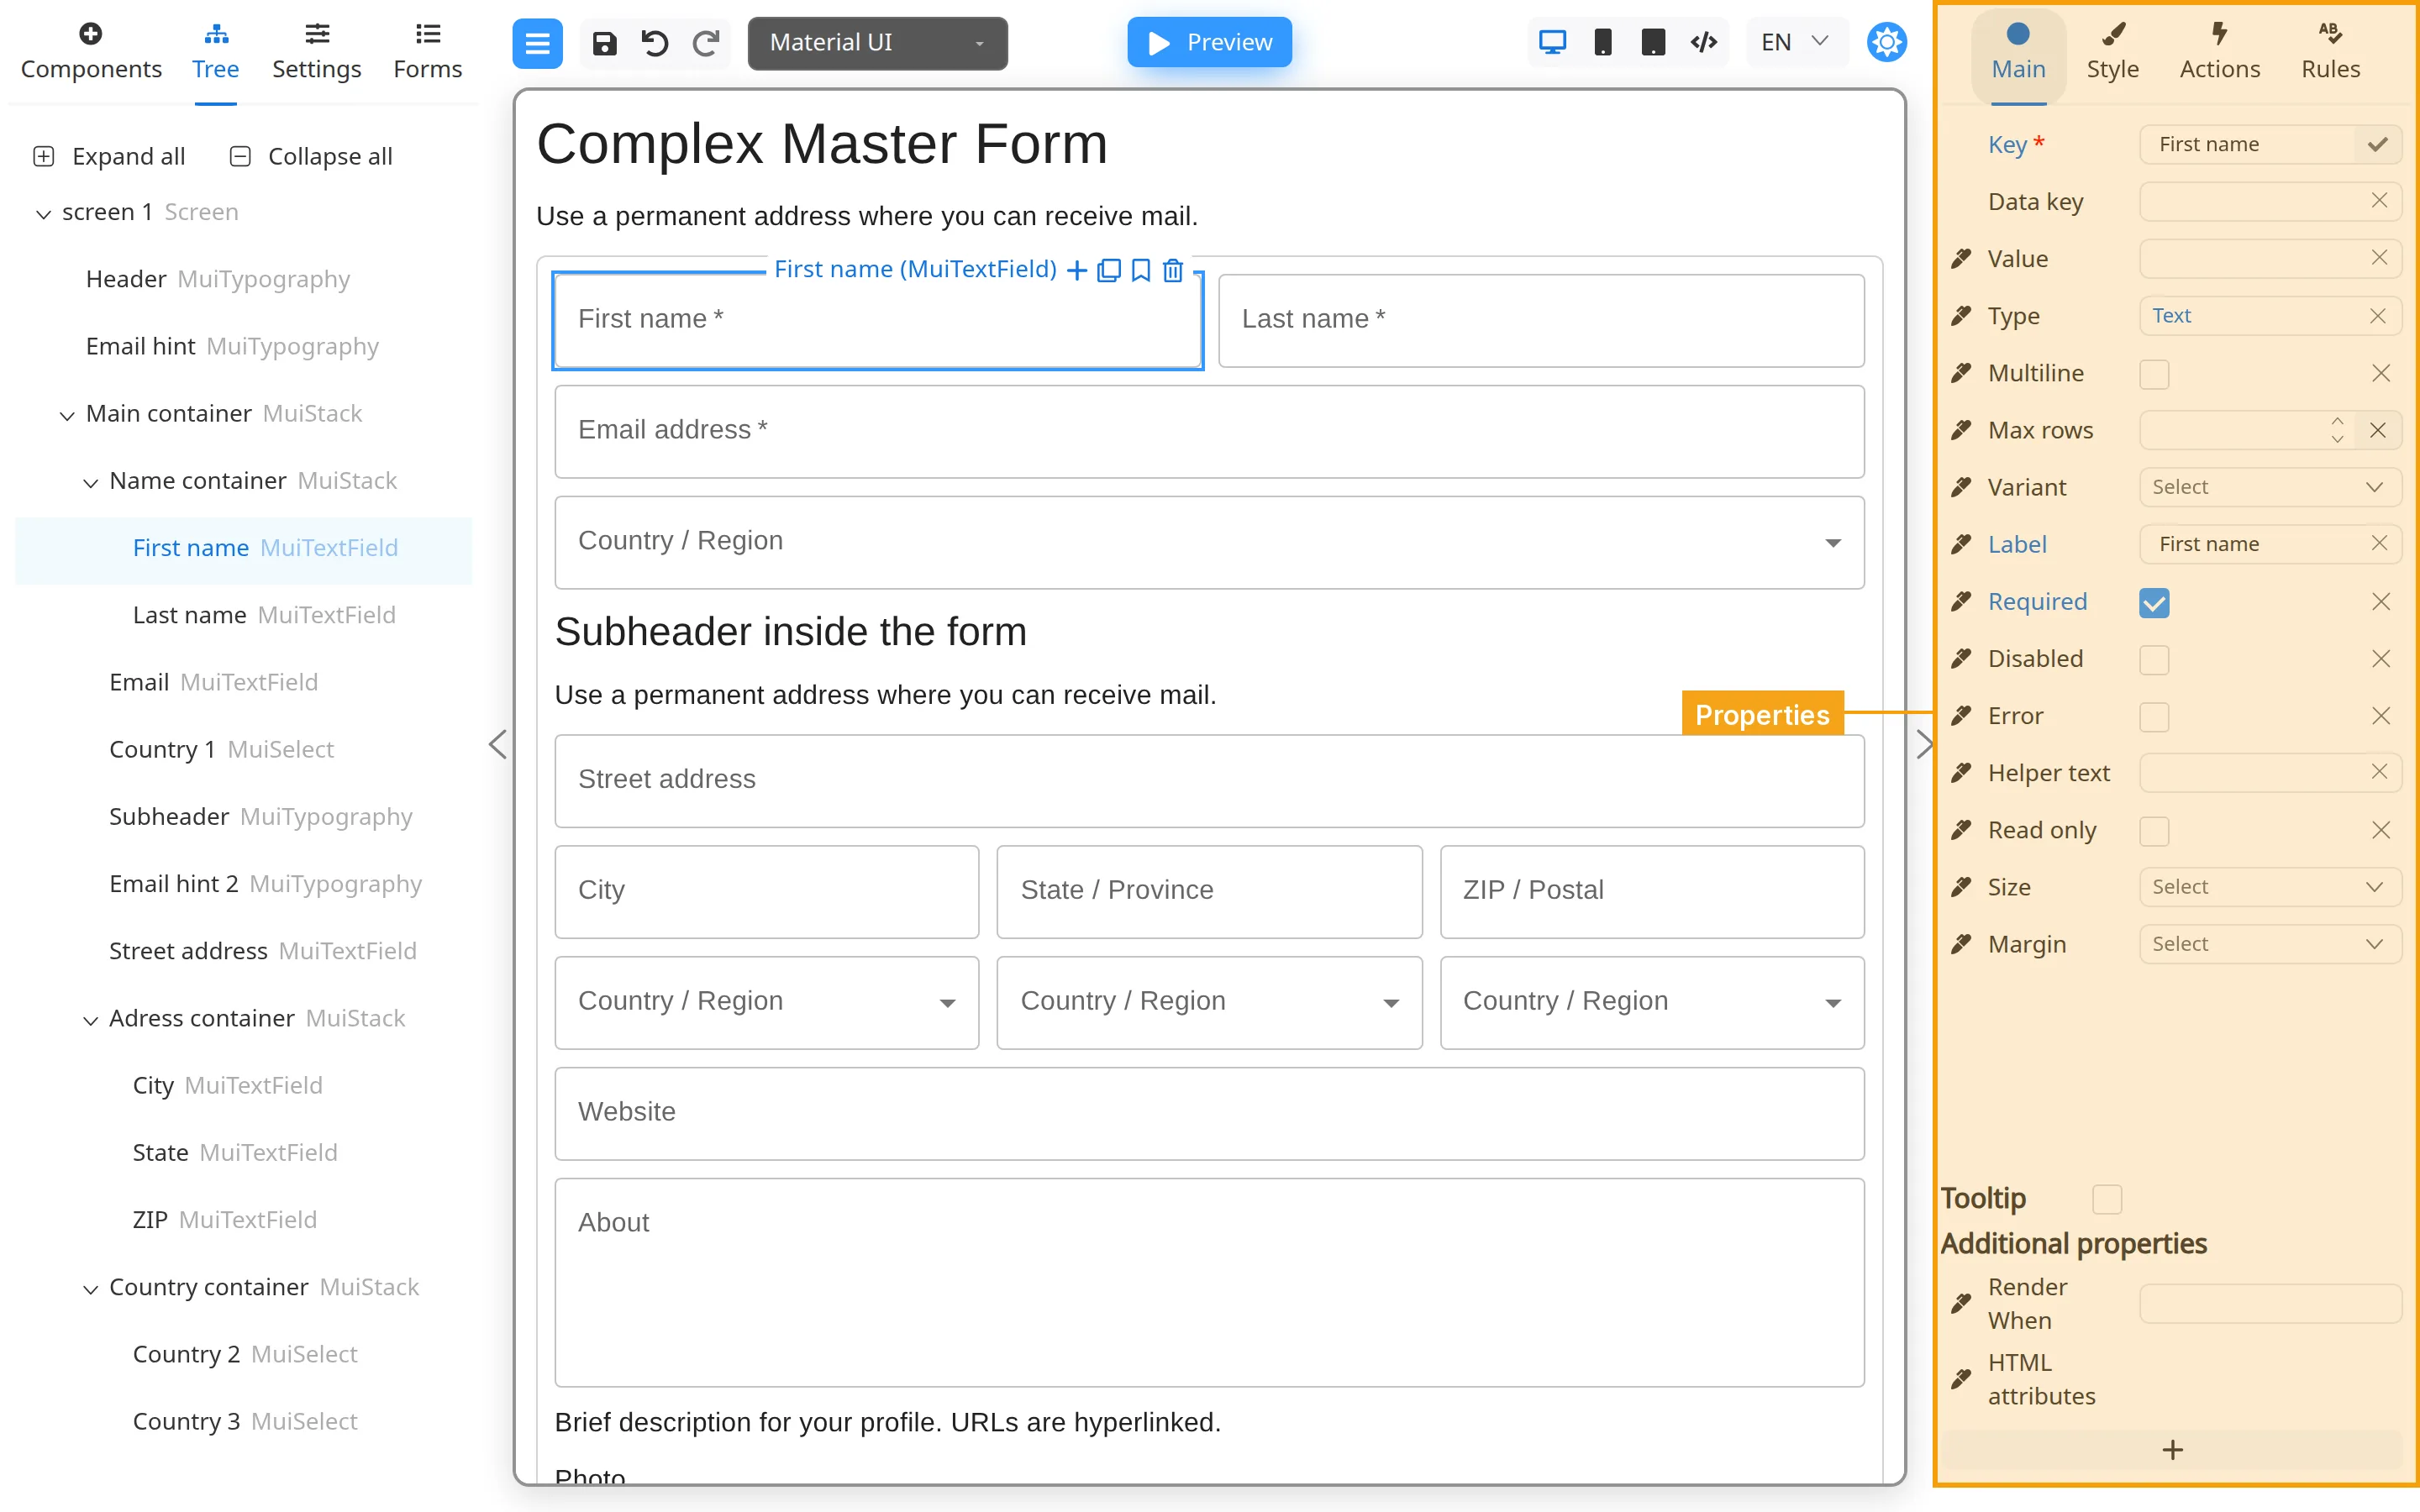 Components Tree Settings Forms
Expand all Collapse all
screen 1 Screen
Header MuiTypography
Email hint MuiTypography
Main container MuiStack
Name container MuiStack
First name MuiTextField
Last name MuiTextField
Email MuiTextField
Country 1 MuiSelect
Subheader MuiTypography
Email hint 2 MuiTypography
Street address MuiTextField
Adress container MuiStack
City MuiTextField
State MuiTextField
ZIP MuiTextField
Country container MuiStack
Country 2 MuiSelect
Country 3 MuiSelect
Material UI Preview EN
Complex Master Form
Use a permanent address where you can receive mail.
First name (MuiTextField)
First name * Last name *
Email address *
Country / Region
Subheader inside the form
Use a permanent address where you can receive mail.
Properties
Street address
City State / Province ZIP / Postal
Country / Region Country / Region Country / Region
Website
About
Brief description for your profile. URLs are hyperlinked.
Photo
Main Style Actions AB Rules
Key * First name
Data key
Value
Type Text
Multiline
Max rows
Variant Select
Label First name
Required
Disabled
Error
Helper text
Read only
Size Select
Margin Select
Tooltip
Additional properties
Render
When
HTML
attributes